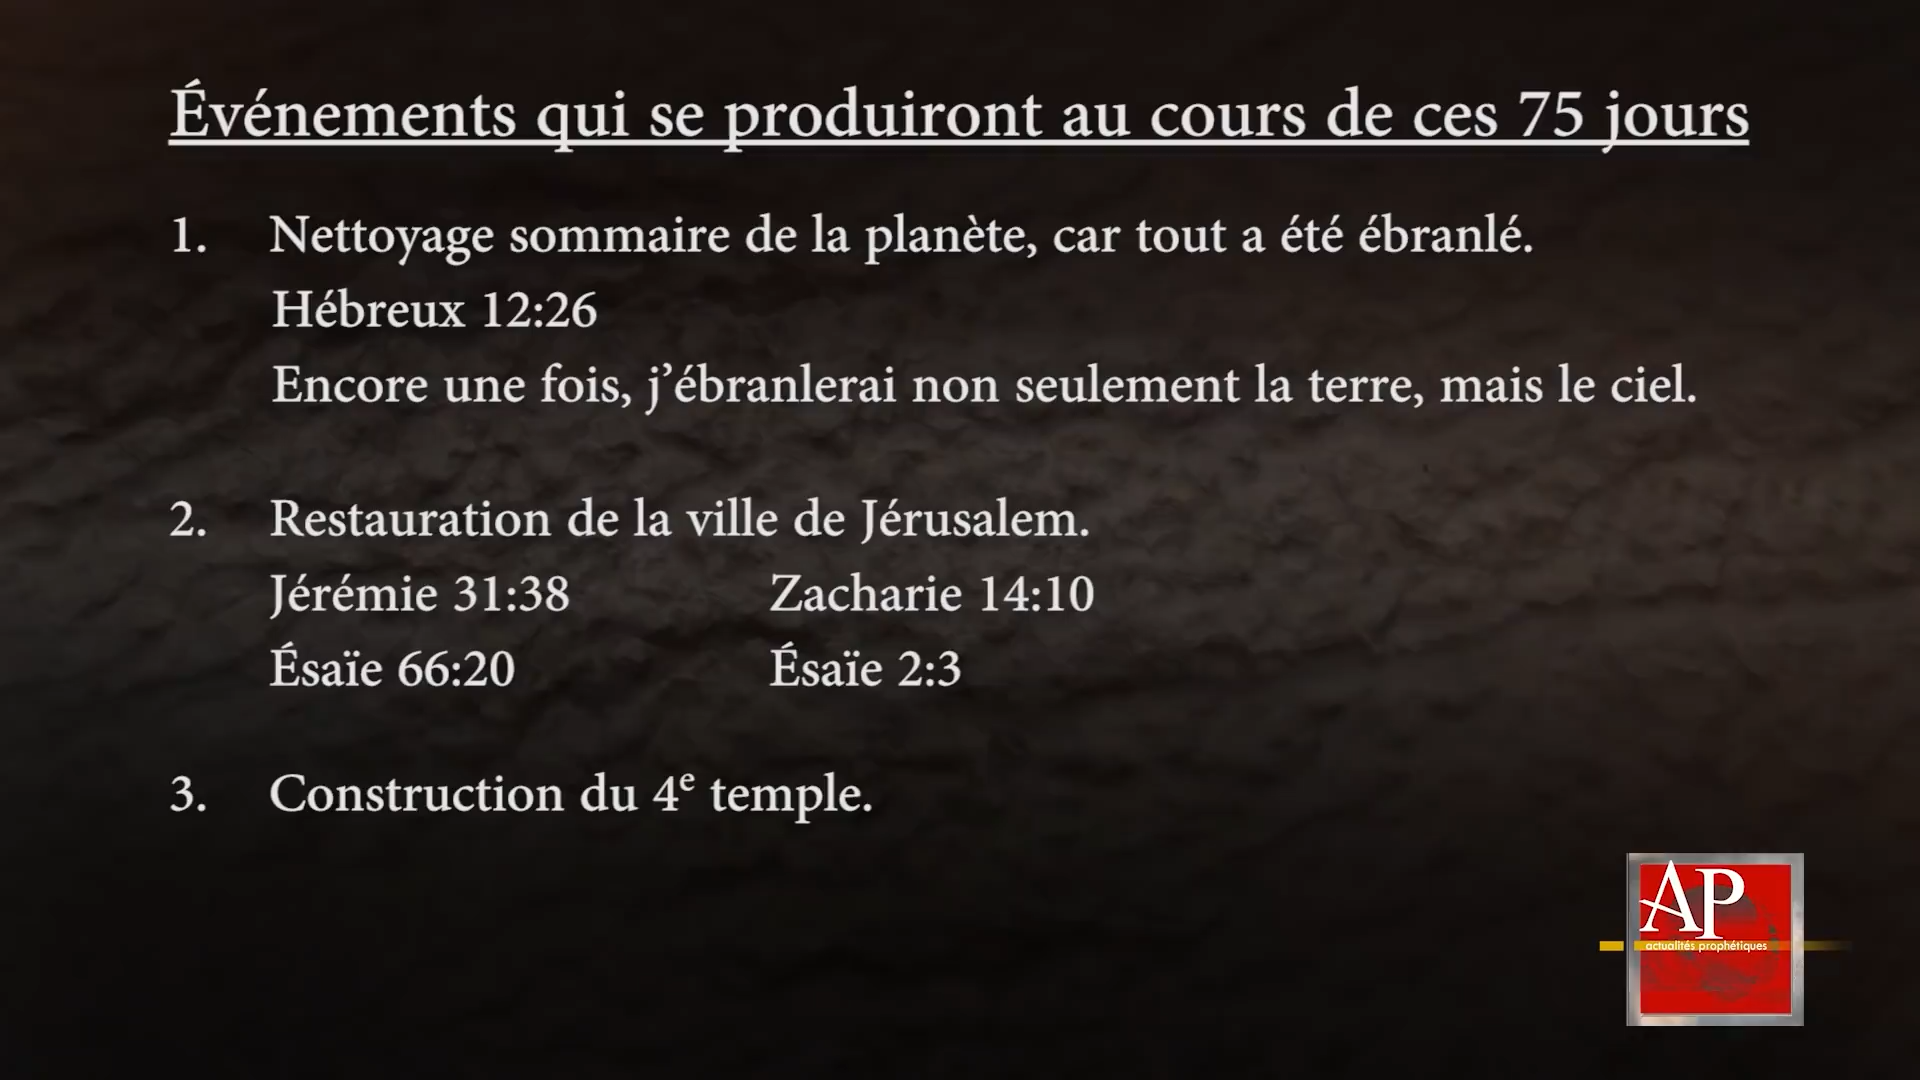 Événements qui se produiront au cours de ces 75 jours
1. Nettoyage sommaire de la planète, car tout a été ébranlé.
Hébreux 12:26
Encore une fois, j’ébranlerai non seulement la terre, mais le ciel.
2. Restauration de la ville de Jérusalem.
Jérémie 31:38 Zacharie 14:10
Ésaïe 66:20 Ésaïe 2:3
3. Construction du 4e temple.
AP
actualités prophétiques